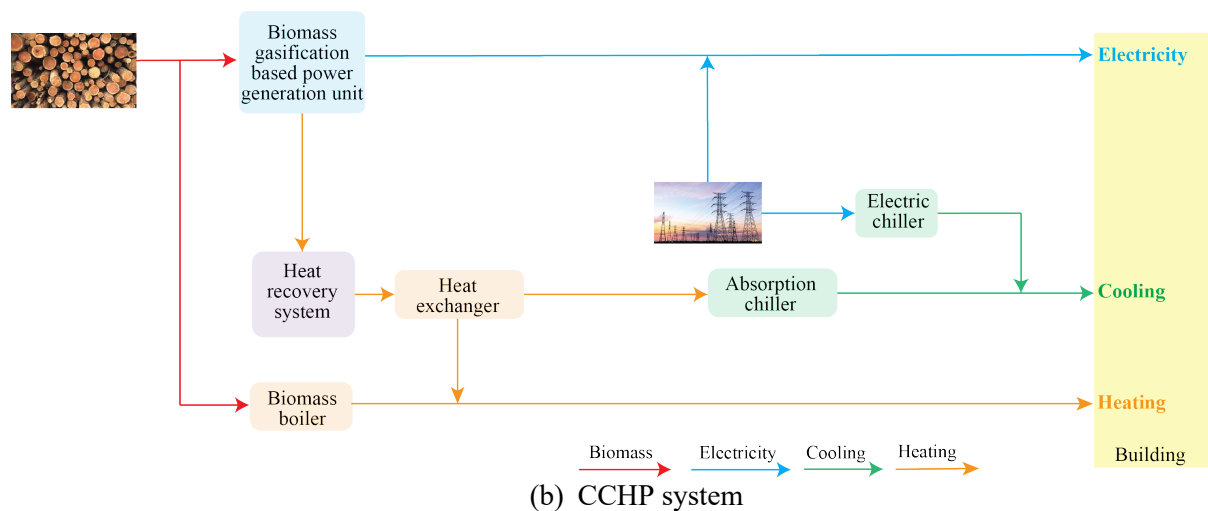 Biomass
gasification
based power
generation unit
Electricity
Electric
chiller
Heat
recovery
system
Heat
exchanger
Absorption
chiller
Cooling
Biomass
boiler
Heating
Biomass
Electricity
Cooling
Heating
Building
(b) CCHP system